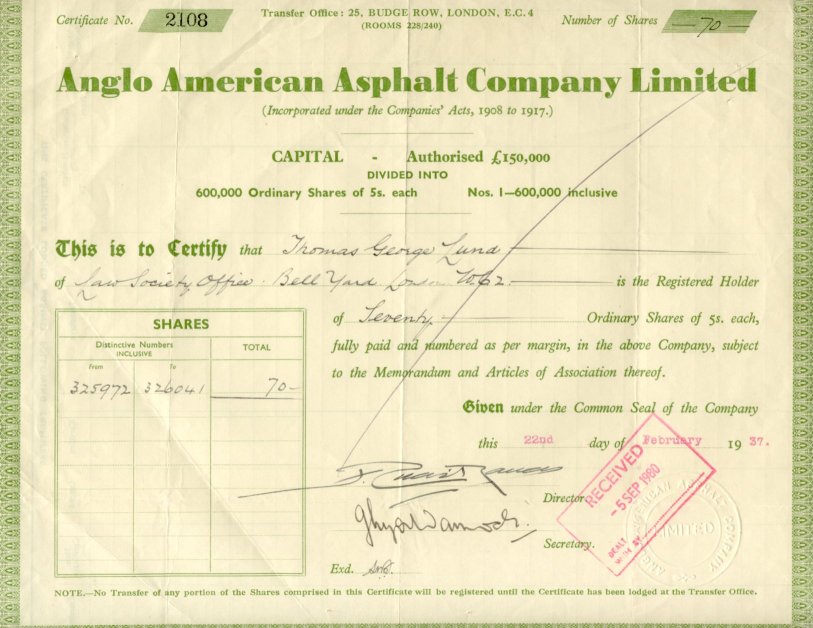 Certificate No. 2108
Transfer Office: 25, BUDGE ROW, LONDON, E.C. 4
(ROOMS 228/240)
Number of Shares —70—
Anglo American Asphalt Company Limited
(Incorporated under the Companies' Acts, 1908 to 1917.)
CAPITAL - Authorised £150,000
DIVIDED INTO
600,000 Ordinary Shares of 5s. each Nos. 1—600,000 inclusive
This is to Certify that Thomas George Lund
of Law Society Office. Bell Yard London W.C.2. is the Registered Holder
of Seventy Ordinary Shares of 5s. each,
fully paid and numbered as per margin, in the above Company, subject
to the Memorandum and Articles of Association thereof.
SHARES
Distinctive Numbers
INCLUSIVE
TOTAL
From To
325972 326041 70—
Given under the Common Seal of the Company
this 22nd day of February 1937.
Director.
Secretary.
Exd.
RECEIVED
-5 SEP 1980
DEALT
WITH BY
ANGLO AMERICAN ASPHALT COMPANY
LIMITED
NOTE.—No Transfer of any portion of the Shares comprised in this Certificate will be registered until the Certificate has been lodged at the Transfer Office.